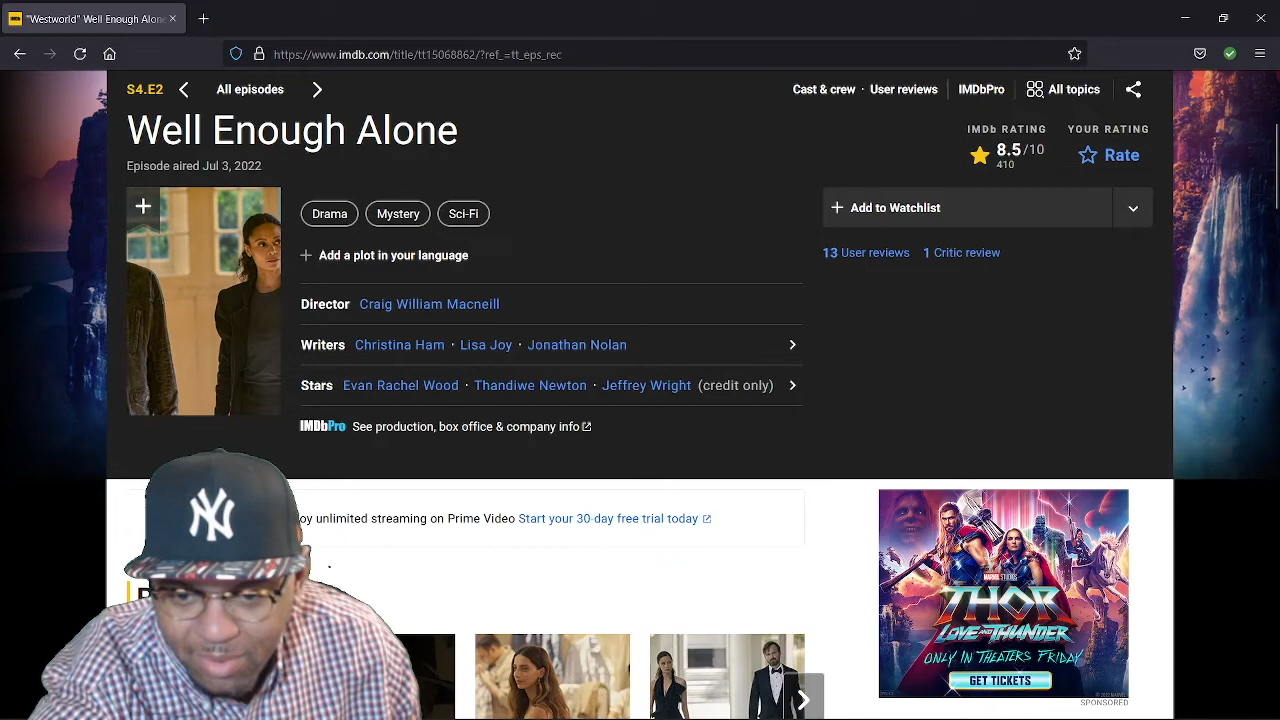 "Westworld" Well Enough Alone
https://www.imdb.com/title/tt15068862/?ref_=tt_eps_rec
S4.E2 All episodes Cast & crew · User reviews IMDbPro All topics
Well Enough Alone
IMDb RATING YOUR RATING
8.5/10 Rate
410
Episode aired Jul 3, 2022
Drama Mystery Sci-Fi
Add to Watchlist
+ Add a plot in your language
13 User reviews 1 Critic review
Director Craig William Macneill
Writers Christina Ham · Lisa Joy · Jonathan Nolan
Stars Evan Rachel Wood · Thandiwe Newton · Jeffrey Wright (credit only)
IMDbPro See production, box office & company info
NY
unlimited streaming on Prime Video Start your 30-day free trial today
MARVEL STUDIOS
THOR
LOVE AND THUNDER
ONLY IN THEATERS FRIDAY
GET TICKETS
© 2022 MARVEL
SPONSORED